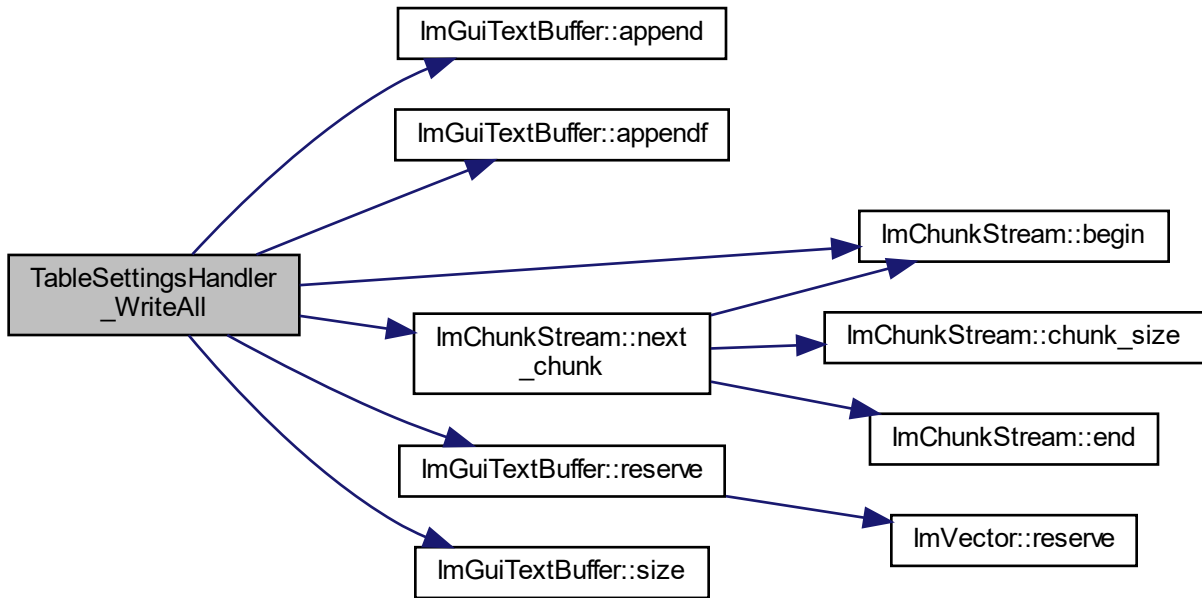 ImGuiTextBuffer::append
ImGuiTextBuffer::appendf
ImChunkStream::begin
TableSettingsHandler
_WriteAll
ImChunkStream::next
_chunk
ImChunkStream::chunk_size
ImChunkStream::end
ImGuiTextBuffer::reserve
ImVector::reserve
ImGuiTextBuffer::size